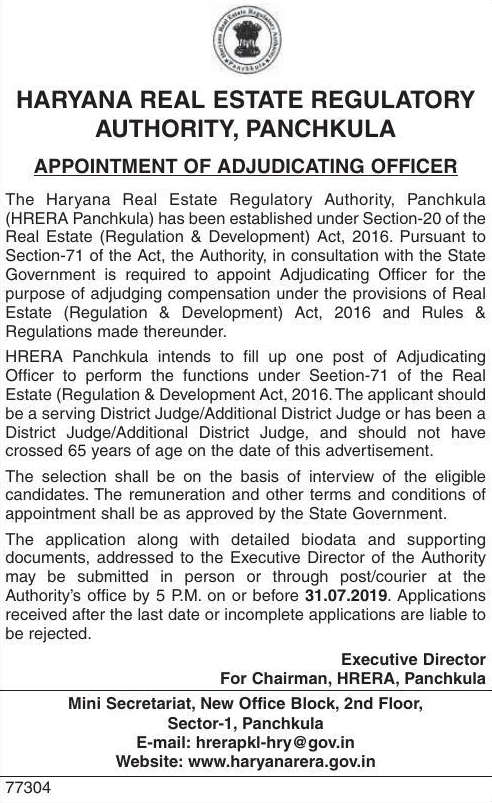 Haryana Real Estate Regulatory Authority
Panchkula
HARYANA REAL ESTATE REGULATORY
AUTHORITY, PANCHKULA
APPOINTMENT OF ADJUDICATING OFFICER
The Haryana Real Estate Regulatory Authority, Panchkula
(HRERA Panchkula) has been established under Section-20 of the
Real Estate (Regulation & Development) Act, 2016. Pursuant to
Section-71 of the Act, the Authority, in consultation with the State
Government is required to appoint Adjudicating Officer for the
purpose of adjudging compensation under the provisions of Real
Estate (Regulation & Development) Act, 2016 and Rules &
Regulations made thereunder.
HRERA Panchkula intends to fill up one post of Adjudicating
Officer to perform the functions under Seetion-71 of the Real
Estate (Regulation & Development Act, 2016. The applicant should
be a serving District Judge/Additional District Judge or has been a
District Judge/Additional District Judge, and should not have
crossed 65 years of age on the date of this advertisement.
The selection shall be on the basis of interview of the eligible
candidates. The remuneration and other terms and conditions of
appointment shall be as approved by the State Government.
The application along with detailed biodata and supporting
documents, addressed to the Executive Director of the Authority
may be submitted in person or through post/courier at the
Authority's office by 5 P.M. on or before 31.07.2019. Applications
received after the last date or incomplete applications are liable to
be rejected.
Executive Director
For Chairman, HRERA, Panchkula
Mini Secretariat, New Office Block, 2nd Floor,
Sector-1, Panchkula
E-mail: hrerapkl-hry@gov.in
Website: www.haryanarera.gov.in
77304